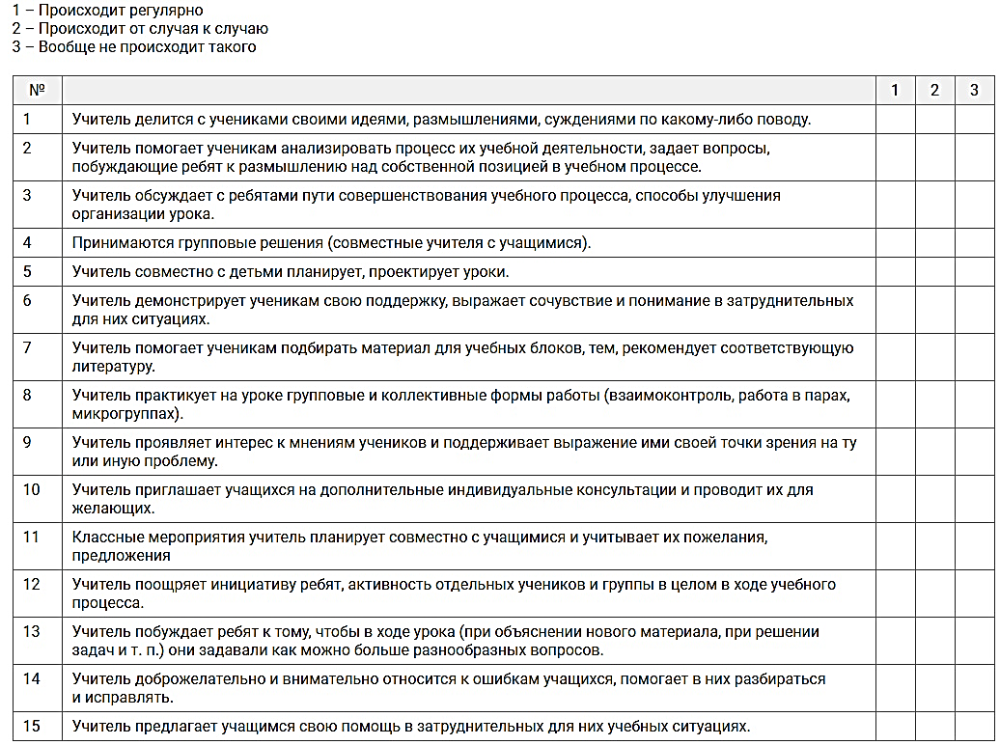 1 – Происходит регулярно
2 – Происходит от случая к случаю
3 – Вообще не происходит такого
№ 1 2 3
1 Учитель делится с учениками своими идеями, размышлениями, суждениями по какому-либо поводу.
2 Учитель помогает ученикам анализировать процесс их учебной деятельности, задает вопросы,
побуждающие ребят к размышлению над собственной позицией в учебном процессе.
3 Учитель обсуждает с ребятами пути совершенствования учебного процесса, способы улучшения
организации урока.
4 Принимаются групповые решения (совместные учителя с учащимися).
5 Учитель совместно с детьми планирует, проектирует уроки.
6 Учитель демонстрирует ученикам свою поддержку, выражает сочувствие и понимание в затруднительных
для них ситуациях.
7 Учитель помогает ученикам подбирать материал для учебных блоков, тем, рекомендует соответствующую
литературу.
8 Учитель практикует на уроке групповые и коллективные формы работы (взаимоконтроль, работа в парах,
микрогруппах).
9 Учитель проявляет интерес к мнениям учеников и поддерживает выражение ими своей точки зрения на ту
или иную проблему.
10 Учитель приглашает учащихся на дополнительные индивидуальные консультации и проводит их для
желающих.
11 Классные мероприятия учитель планирует совместно с учащимися и учитывает их пожелания,
предложения
12 Учитель поощряет инициативу ребят, активность отдельных учеников и группы в целом в ходе учебного
процесса.
13 Учитель побуждает ребят к тому, чтобы в ходе урока (при объяснении нового материала, при решении
задач и т. п.) они задавали как можно больше разнообразных вопросов.
14 Учитель доброжелательно и внимательно относится к ошибкам учащихся, помогает в них разбираться
и исправлять.
15 Учитель предлагает учащимся свою помощь в затруднительных для них учебных ситуациях.